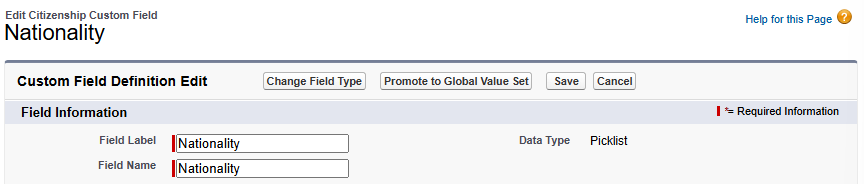 Edit Citizenship Custom Field
Nationality
Help for this Page ?
Custom Field Definition Edit Change Field Type Promote to Global Value Set Save Cancel
Field Information *= Required Information
Field Label Nationality Data Type Picklist
Field Name Nationality